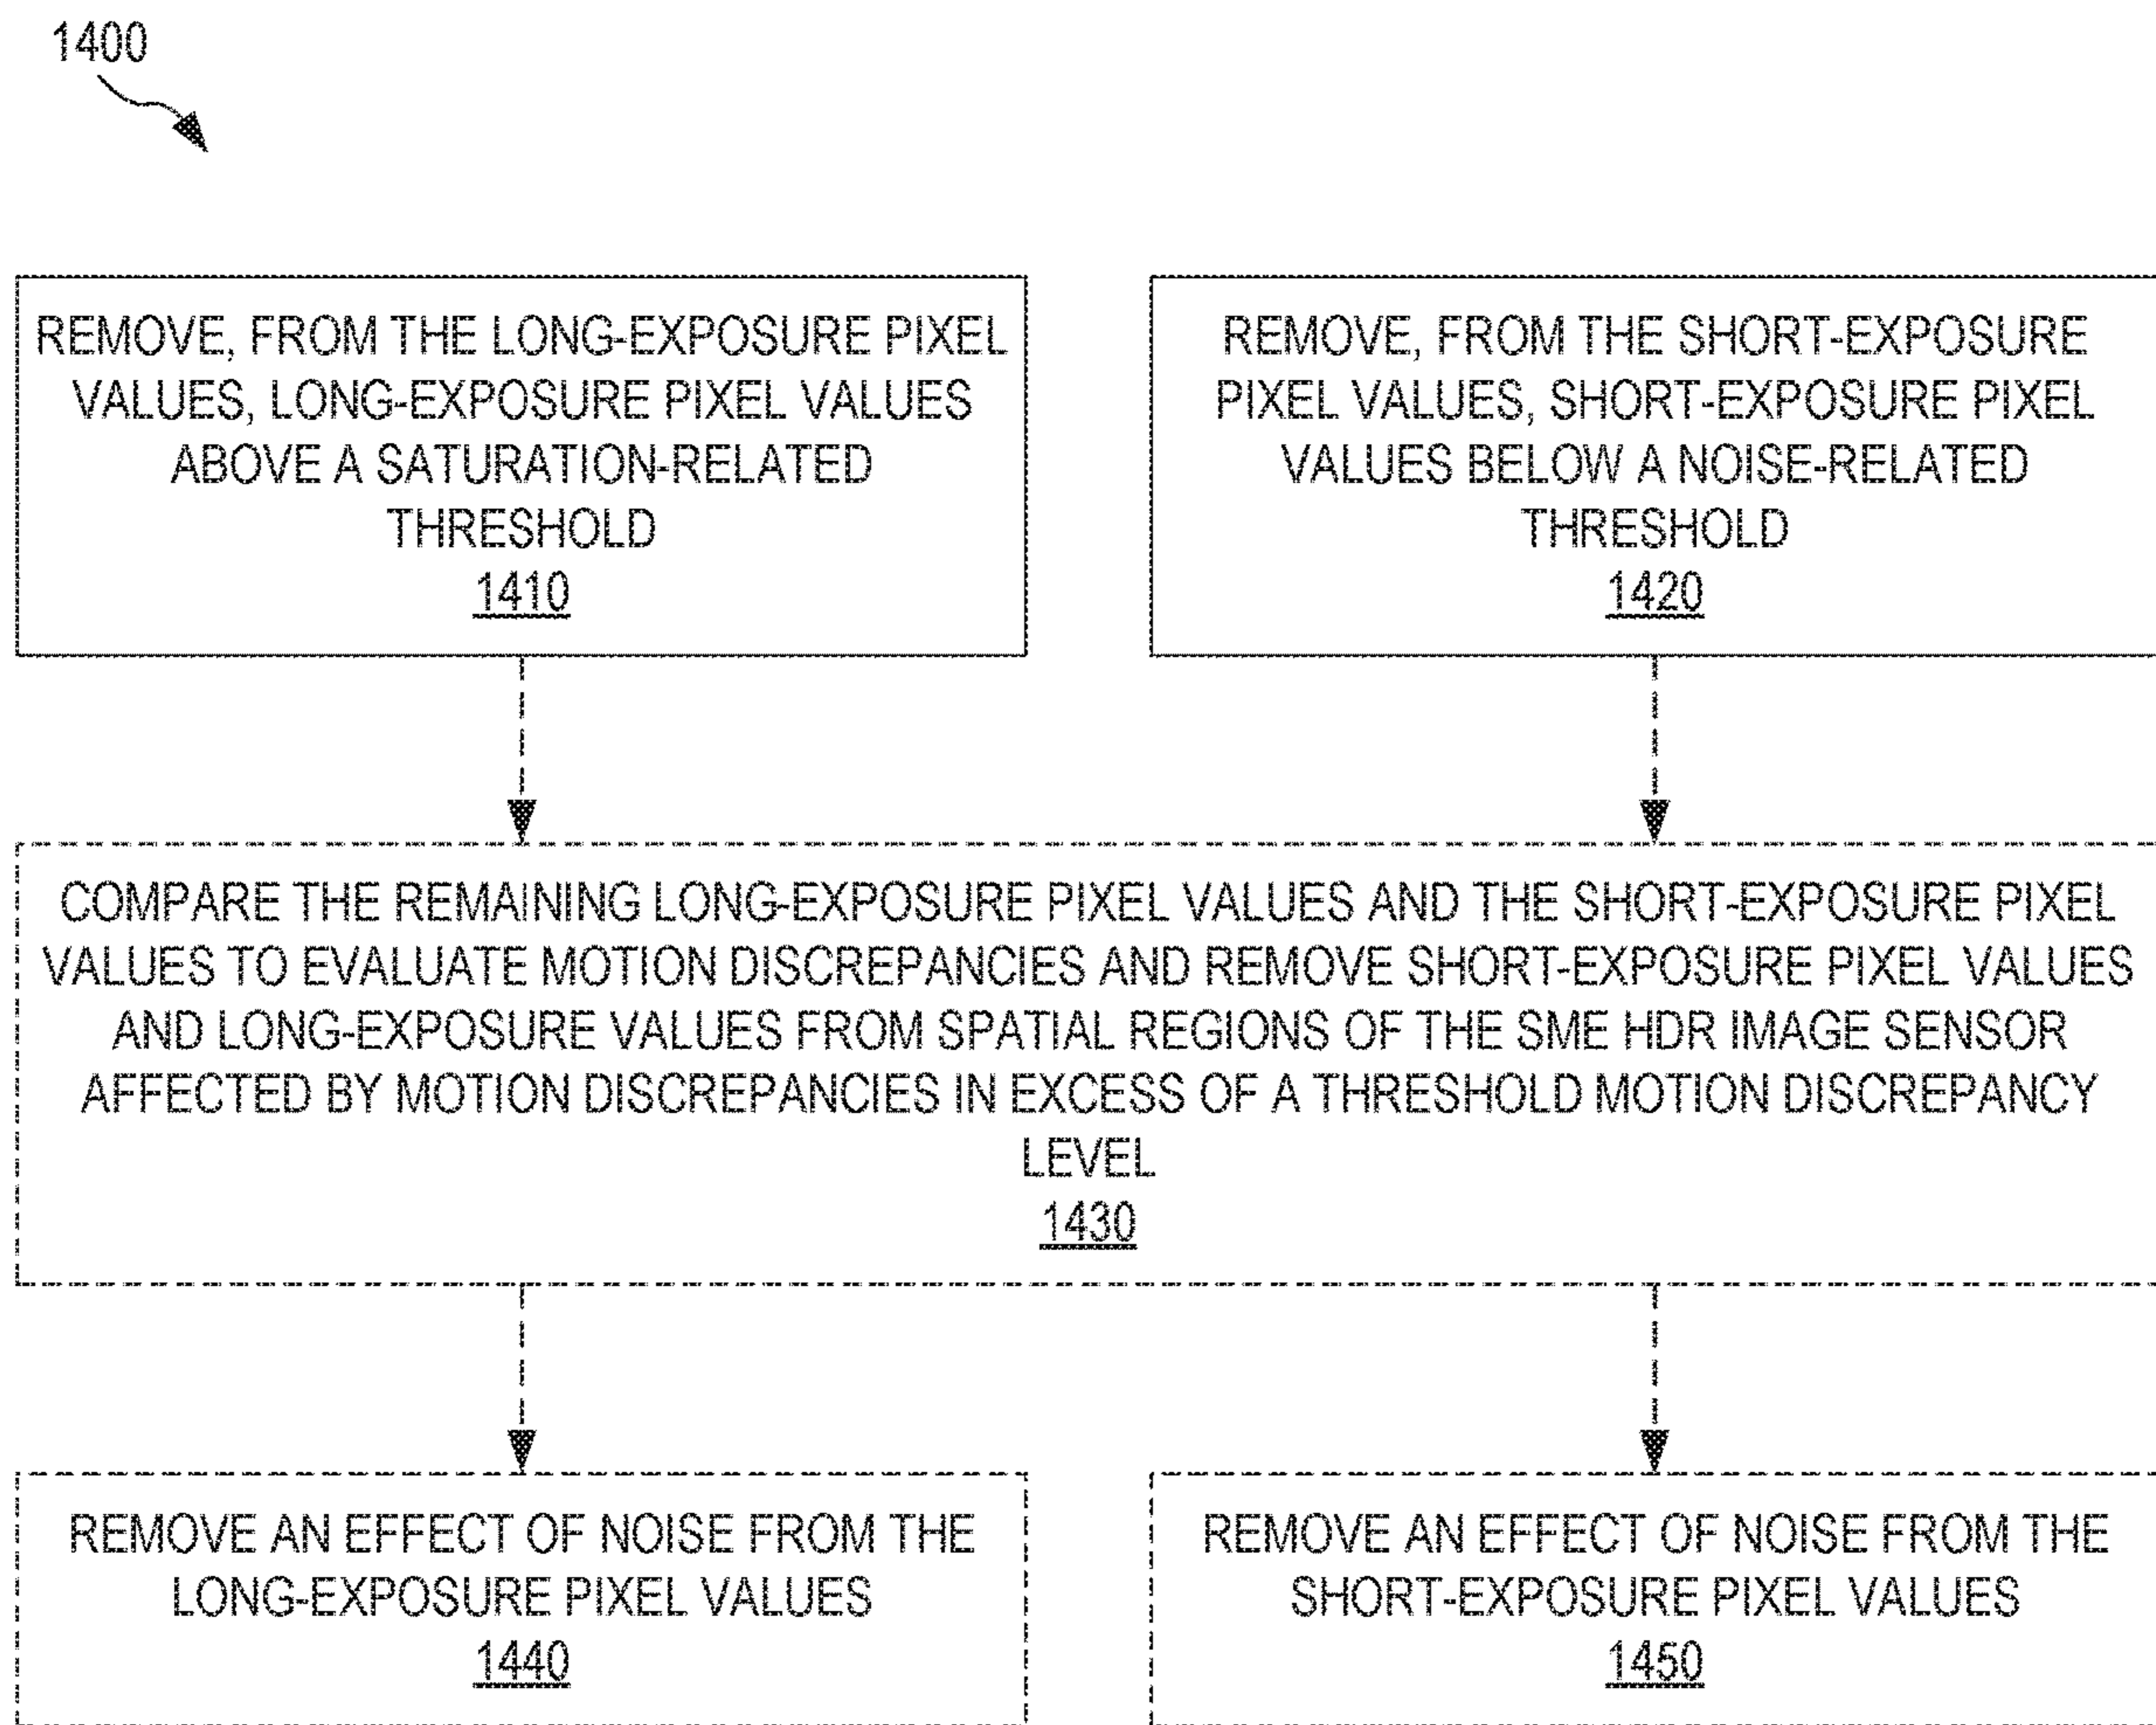 1400
REMOVE, FROM THE LONG-EXPOSURE PIXEL
VALUES, LONG-EXPOSURE PIXEL VALUES
ABOVE A SATURATION-RELATED
THRESHOLD
1410
REMOVE, FROM THE SHORT-EXPOSURE
PIXEL VALUES, SHORT-EXPOSURE PIXEL
VALUES BELOW A NOISE-RELATED
THRESHOLD
1420
COMPARE THE REMAINING LONG-EXPOSURE PIXEL VALUES AND THE SHORT-EXPOSURE PIXEL
VALUES TO EVALUATE MOTION DISCREPANCIES AND REMOVE SHORT-EXPOSURE PIXEL VALUES
AND LONG-EXPOSURE VALUES FROM SPATIAL REGIONS OF THE SME HDR IMAGE SENSOR
AFFECTED BY MOTION DISCREPANCIES IN EXCESS OF A THRESHOLD MOTION DISCREPANCY
LEVEL
1430
REMOVE AN EFFECT OF NOISE FROM THE
LONG-EXPOSURE PIXEL VALUES
1440
REMOVE AN EFFECT OF NOISE FROM THE
SHORT-EXPOSURE PIXEL VALUES
1450